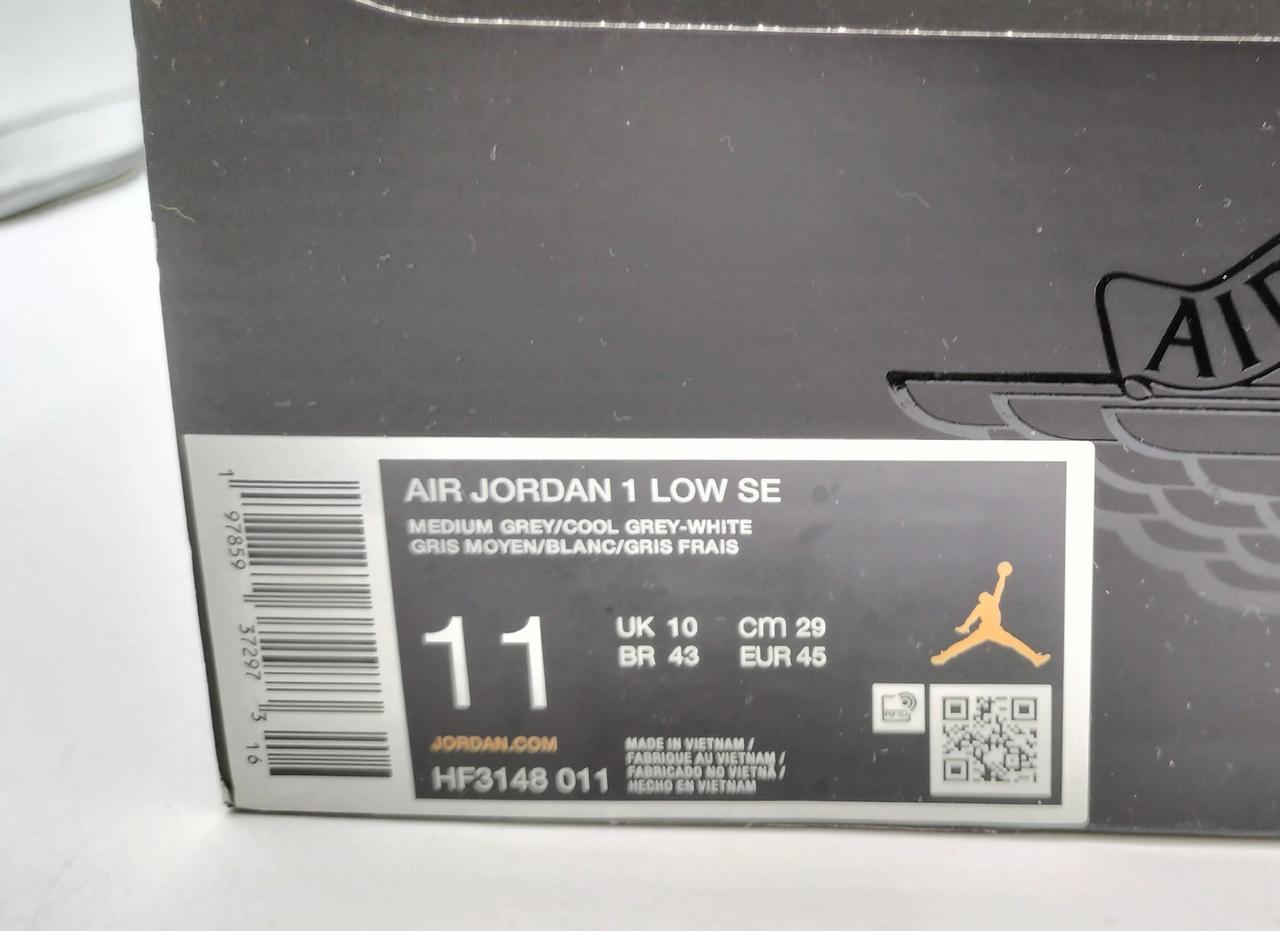 AIR
AIR JORDAN 1 LOW SE
MEDIUM GREY/COOL GREY-WHITE
GRIS MOYEN/BLANC/GRIS FRAIS
11
UK 10
CM 29
BR 43
EUR 45
RFID
JORDAN.COM
HF3148 011
MADE IN VIETNAM /
FABRIQUE AU VIETNAM /
FABRICADO NO VIETNA /
HECHO EN VIETNAM
1 97859 37297 3 16